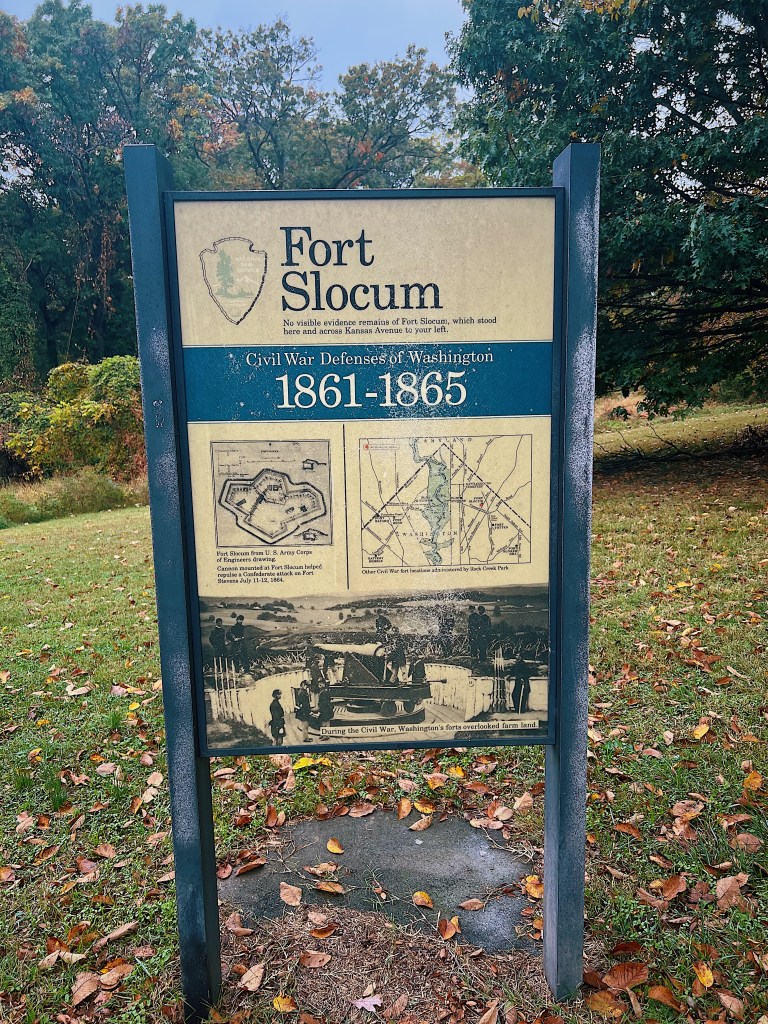 Fort
Slocum
No visible evidence remains of Fort Slocum, which stood
here and across Kansas Avenue to your left.
Civil War Defenses of Washington
1861-1865
MARYLAND
WASHINGTON
Fort Slocum from U. S. Army Corps
of Engineers drawing.
Cannon mounted at Fort Slocum helped
repulse a Confederate attack on Fort
Stevens July 11-12, 1864.
Other Civil War fort locations administered by Rock Creek Park
During the Civil War, Washington's forts overlooked farm land.